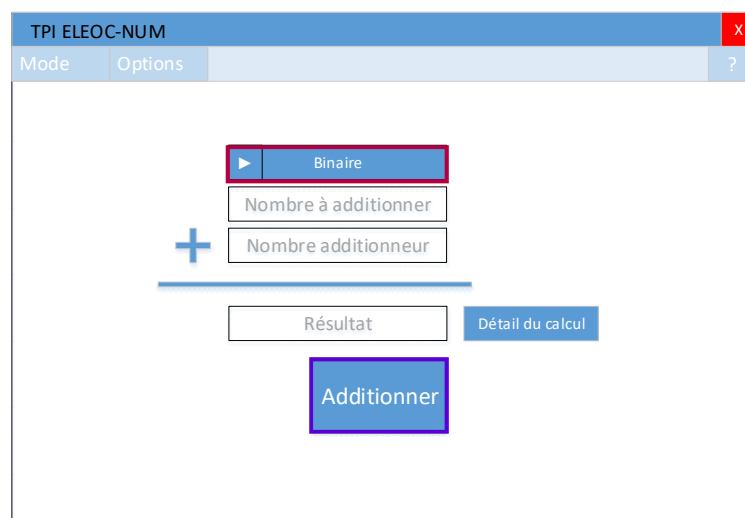 TPI ELEOC-NUM X
Mode Options ?
Binaire
Nombre à additionner
Nombre additionneur
Résultat Détail du calcul
Additionner